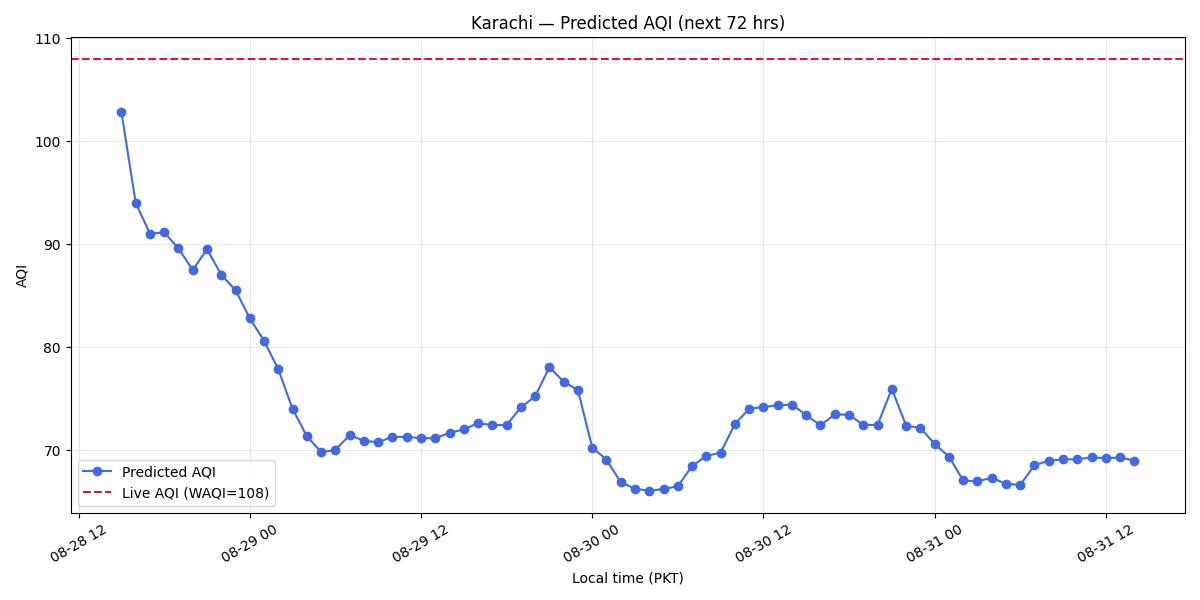 Karachi — Predicted AQI (next 72 hrs)
110
100
90
80
70
AQI
Predicted AQI
Live AQI (WAQI=108)
08-28 12
08-29 00
08-29 12
08-30 00
08-30 12
08-31 00
08-31 12
Local time (PKT)